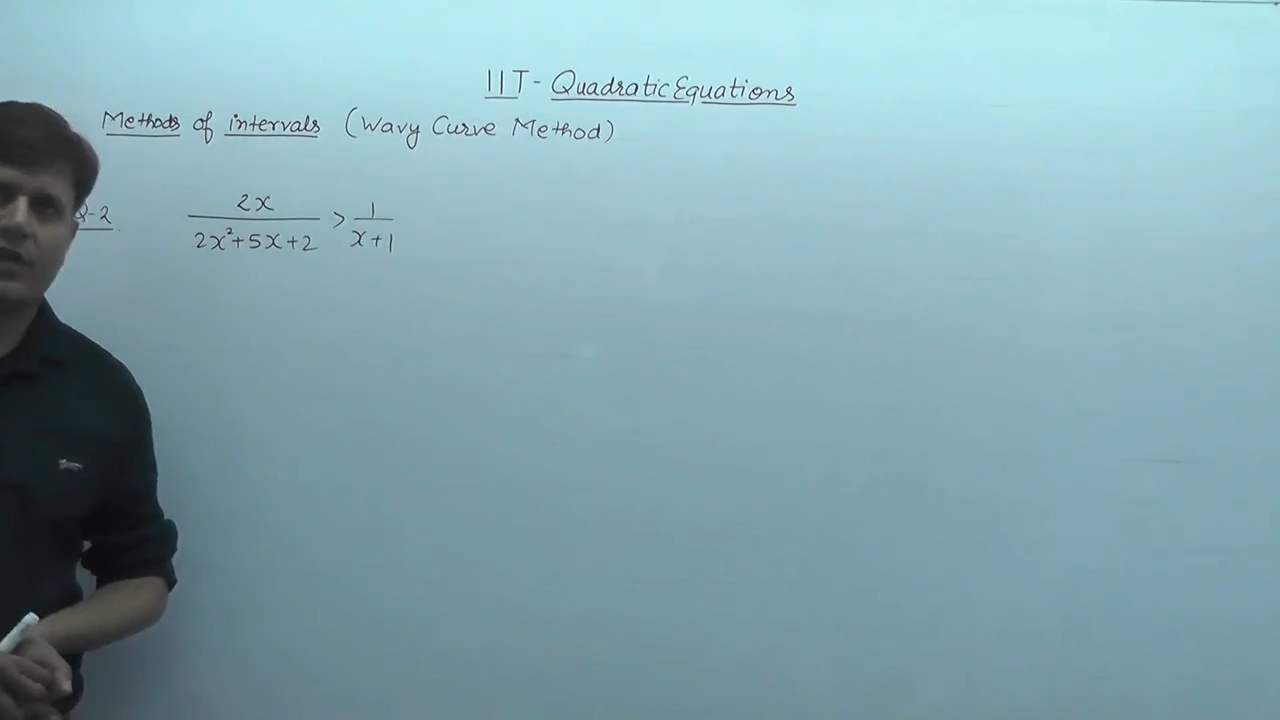 IIT - Quadratic Equations
Methods of intervals (Wavy Curve Method)
Q-2. 2x / (2x²+5x+2) > 1 / (x+1)